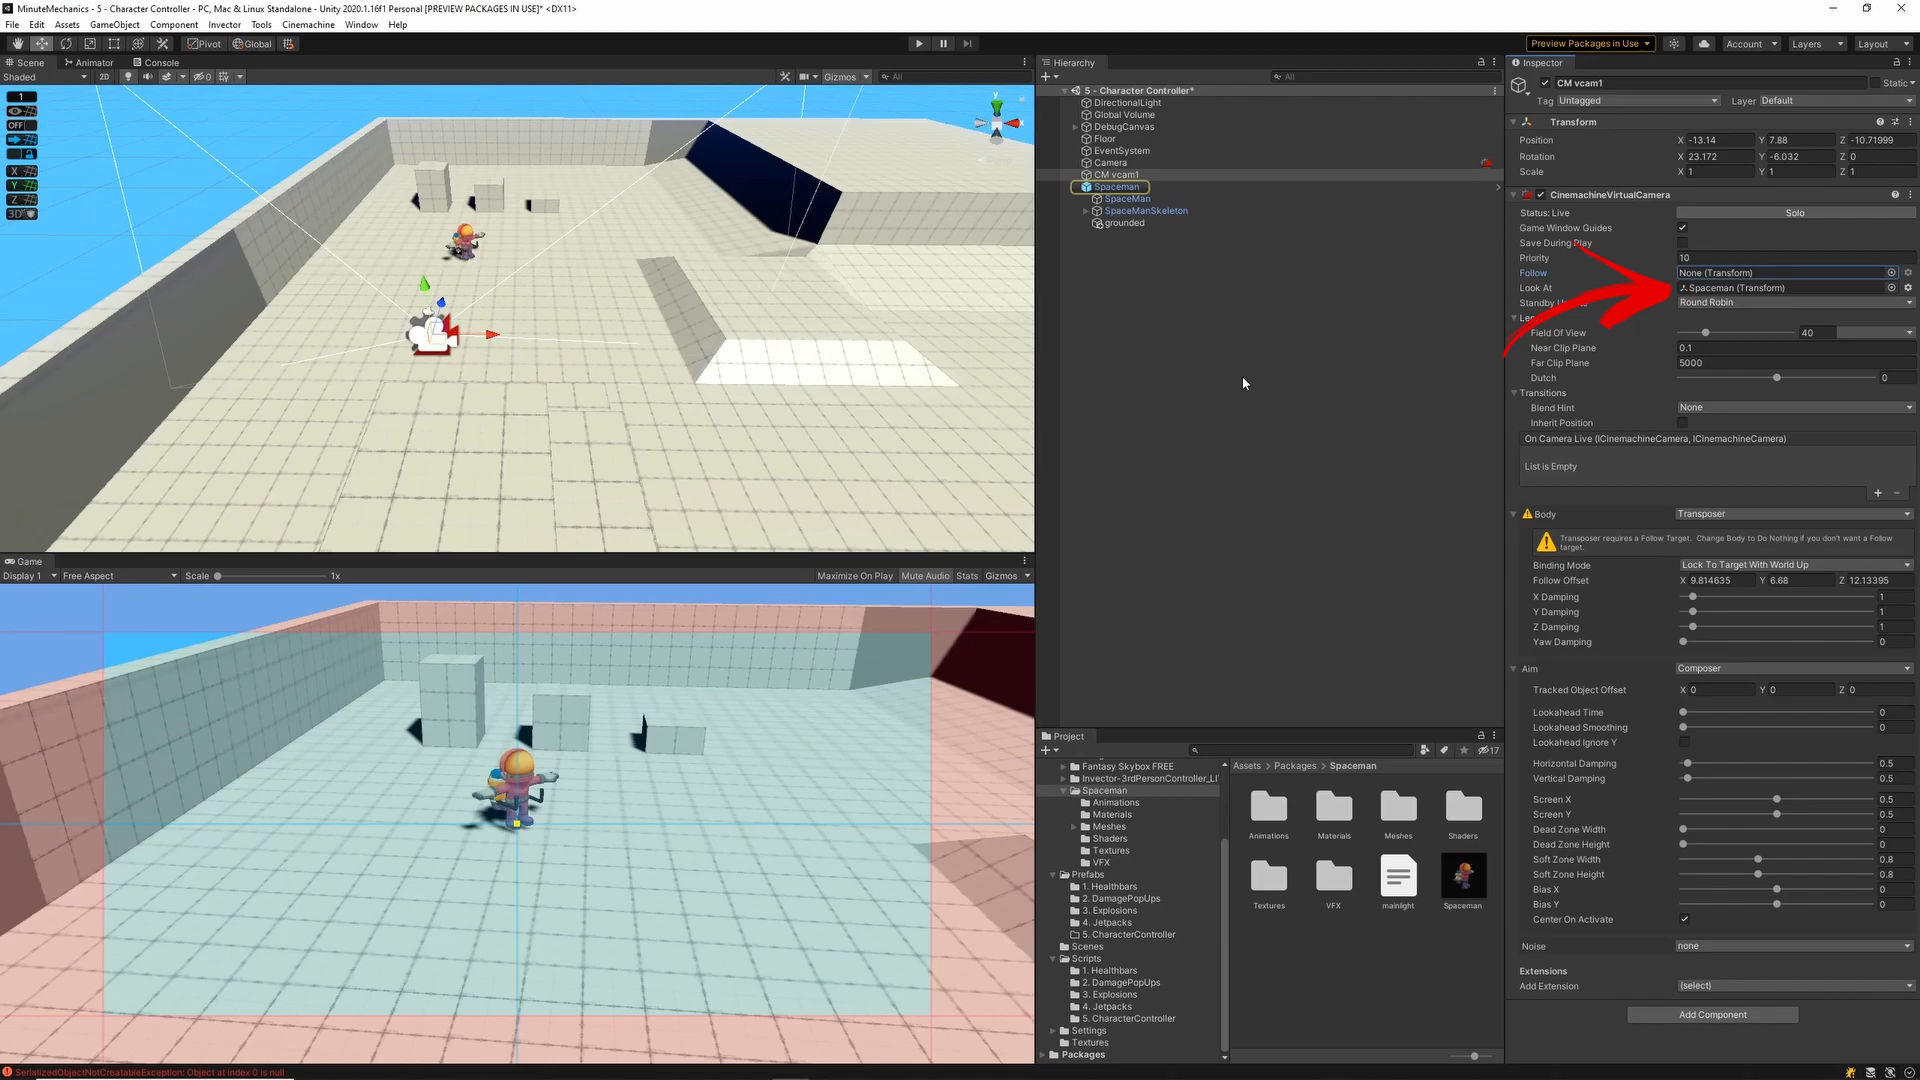 MinuteMechanics - 5 - Character Controller - PC, Mac & Linux Standalone - Unity 2020.1.16f1 Personal [PREVIEW PACKAGES IN USE]* <DX11>
File Edit Assets GameObject Component Invector Tools Cinemachine Window Help
Pivot Global Preview Packages in Use Account Layers Layout
Scene Animator Console
Shaded 2D 0 Gizmos All
1
OFF
X
Y
Z
3D
y
x
Game
Display 1 Free Aspect Scale 1x Maximize On Play Mute Audio Stats Gizmos
Hierarchy
All
5 - Character Controller*
DirectionalLight
Global Volume
DebugCanvas
Floor
EventSystem
Camera
CM vcam1
Spaceman
SpaceMan
SpaceManSkeleton
grounded
Project
17
Fantasy Skybox FREE
Invector-3rdPersonController_LI
Spaceman
Animations
Materials
Meshes
Shaders
Textures
VFX
Prefabs
1. Healthbars
2. DamagePopUps
3. Explosions
4. Jetpacks
5. CharacterController
Scenes
Scripts
1. Healthbars
2. DamagePopUps
3. Explosions
4. Jetpacks
5. CharacterController
Settings
Textures
Packages
Assets > Packages > Spaceman
Animations Materials Meshes Shaders
Textures VFX mainlight Spaceman
Inspector
CM vcam1 Static
Tag Untagged Layer Default
Transform
Position X -13.14 Y 7.88 Z -10.71999
Rotation X 23.172 Y -6.032 Z 0
Scale X 1 Y 1 Z 1
CinemachineVirtualCamera
Status: Live Solo
Game Window Guides
Save During Play
Priority 10
Follow None (Transform)
Look At Spaceman (Transform)
Standby Round Robin
Field Of View 40
Near Clip Plane 0.1
Far Clip Plane 5000
Dutch 0
Transitions
Blend Hint None
Inherit Position
On Camera Live (ICinemachineCamera, ICinemachineCamera)
List is Empty
Body Transposer
Transposer requires a Follow Target. Change Body to Do Nothing if you don't want a Follow
target.
Binding Mode Lock To Target With World Up
Follow Offset X 9.814635 Y 6.68 Z 12.13395
X Damping 1
Y Damping 1
Z Damping 1
Yaw Damping 0
Aim Composer
Tracked Object Offset X 0 Y 0 Z 0
Lookahead Time 0
Lookahead Smoothing 0
Lookahead Ignore Y
Horizontal Damping 0.5
Vertical Damping 0.5
Screen X 0.5
Screen Y 0.5
Dead Zone Width 0
Dead Zone Height 0
Soft Zone Width 0.8
Soft Zone Height 0.8
Bias X 0
Bias Y 0
Center On Activate
Noise none
Extensions
Add Extension (select)
Add Component
SerializedObjectNotCreatableException: Object at index 0 is null